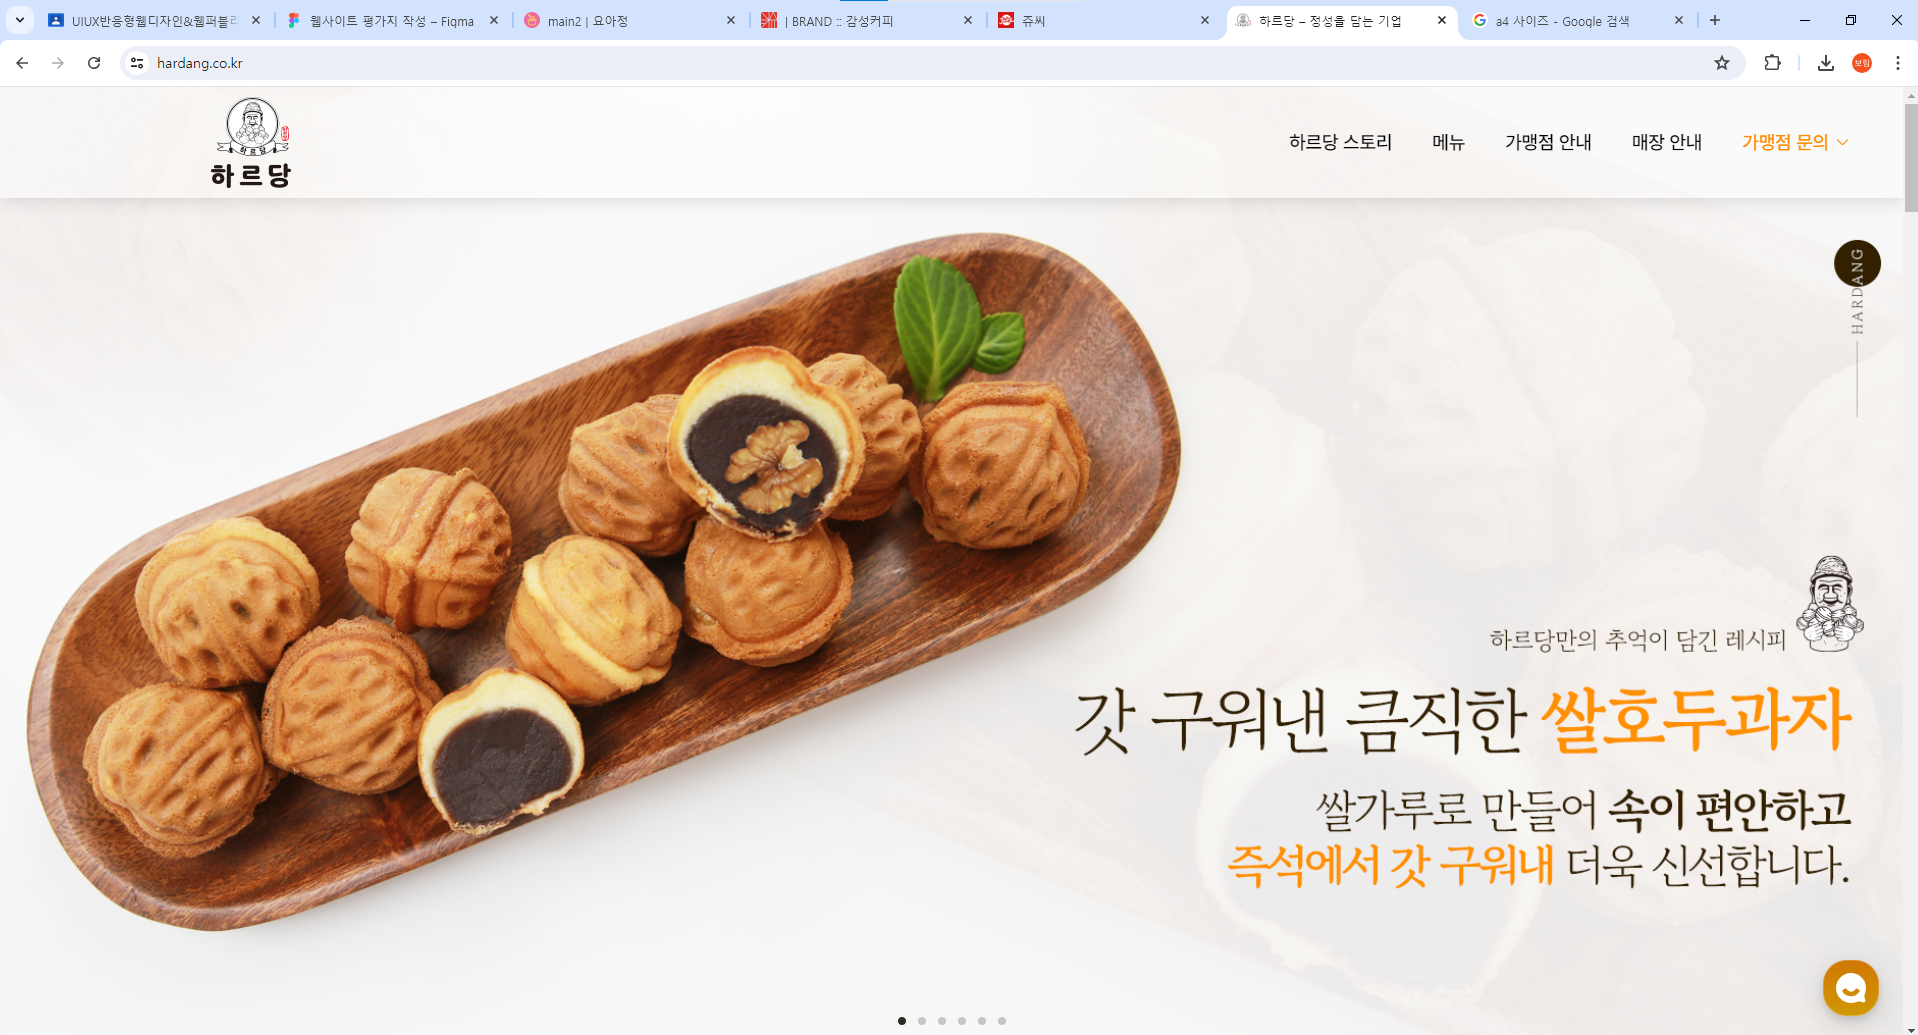 UIUX반응형웹디자인&웹퍼블리
웹사이트 평가지 작성 – Figma
main2 | 요아정
| BRAND :: 감성커피
쥬씨
하르당 – 정성을 담는 기업
a4 사이즈 - Google 검색
hardang.co.kr
보림
하르당
하르당
하르당 스토리
메뉴
가맹점 안내
매장 안내
가맹점 문의
HARDANG
하르당만의 추억이 담긴 레시피
갓 구워낸 큼직한 쌀호두과자
쌀가루로 만들어 속이 편안하고
즉석에서 갓 구워내 더욱 신선합니다.